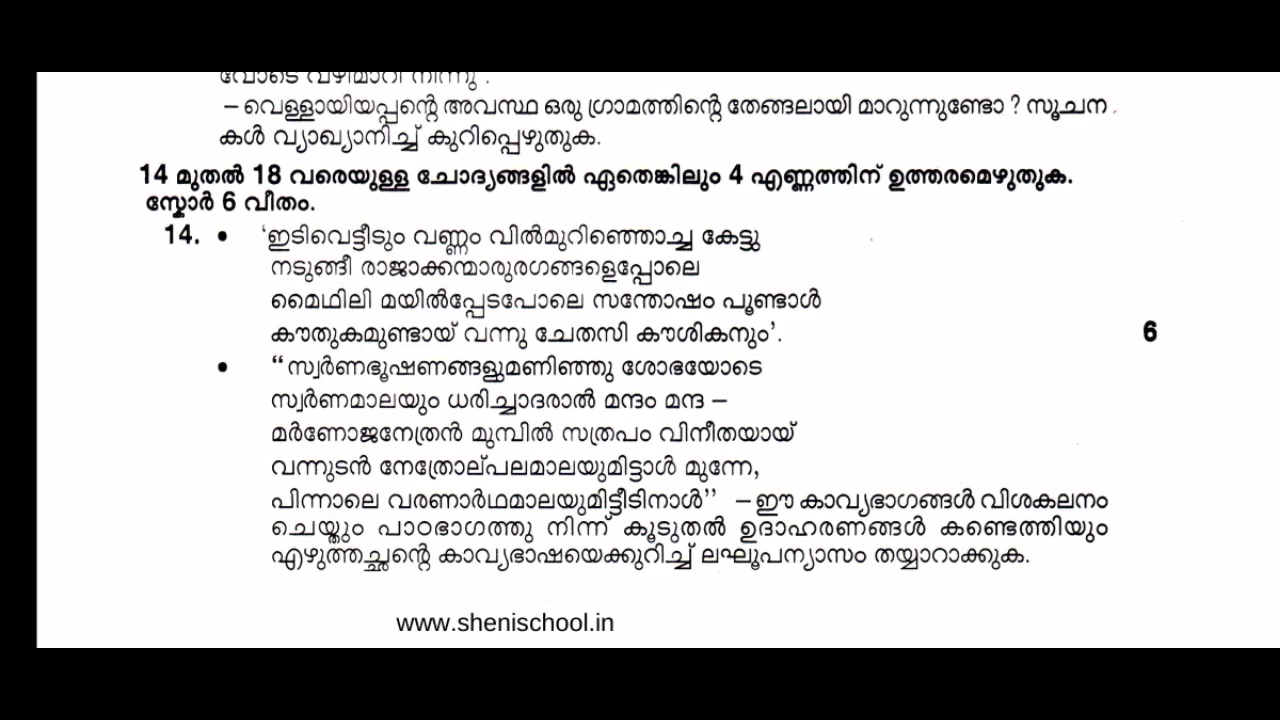 വോടെ വഴിമാറി നിന്നു'.
– വെള്ളായിയപ്പന്റെ അവസ്ഥ ഒരു ഗ്രാമത്തിന്റെ തേങ്ങലായി മാറുന്നുണ്ടോ ? സൂചന
കൾ വ്യാഖ്യാനിച്ച് കുറിപ്പെഴുതുക.
14 മുതൽ 18 വരെയുള്ള ചോദ്യങ്ങളിൽ ഏതെങ്കിലും 4 എണ്ണത്തിന് ഉത്തരമെഴുതുക.
സ്കോർ 6 വീതം.
14. • 'ഇടിവെട്ടീടും വണ്ണം വിൽമുറിഞ്ഞൊച്ച കേട്ടു
നടുങ്ങീ രാജാക്കന്മാരുരഗങ്ങളെപ്പോലെ
മൈഥിലി മയിൽപ്പേടപോലെ സന്തോഷം പൂണ്ടാൾ
കൗതുകമുണ്ടായ് വന്നു ചേതസി കൗശികനും'. 6
• “സ്വർണഭൂഷണങ്ങളുമണിഞ്ഞു ശോഭയോടെ
സ്വർണമാലയും ധരിച്ചാദരാൽ മന്ദം മന്ദ –
മർണോജനേത്രൻ മുമ്പിൽ സത്രപം വിനീതയായ്
വന്നുടൻ നേത്രോല്പലമാലയുമിട്ടാൾ മുന്നേ,
പിന്നാലെ വരണാർഥമാലയുമിട്ടീടിനാൾ” – ഈ കാവ്യഭാഗങ്ങൾ വിശകലനം
ചെയ്തും പാഠഭാഗത്തു നിന്ന് കൂടുതൽ ഉദാഹരണങ്ങൾ കണ്ടെത്തിയും
എഴുത്തച്ഛന്റെ കാവ്യഭാഷയെക്കുറിച്ച് ലഘൂപന്യാസം തയ്യാറാക്കുക.
www.shenischool.in